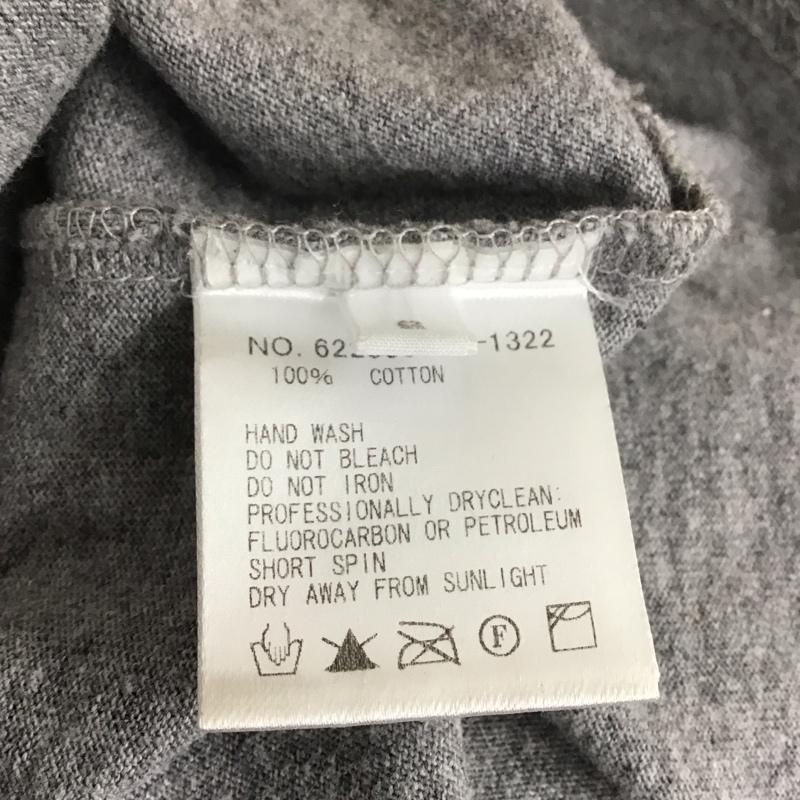 NO. 622 -1322
100% COTTON
HAND WASH
DO NOT BLEACH
DO NOT IRON
PROFESSIONALLY DRYCLEAN:
FLUOROCARBON OR PETROLEUM
SHORT SPIN
DRY AWAY FROM SUNLIGHT
F